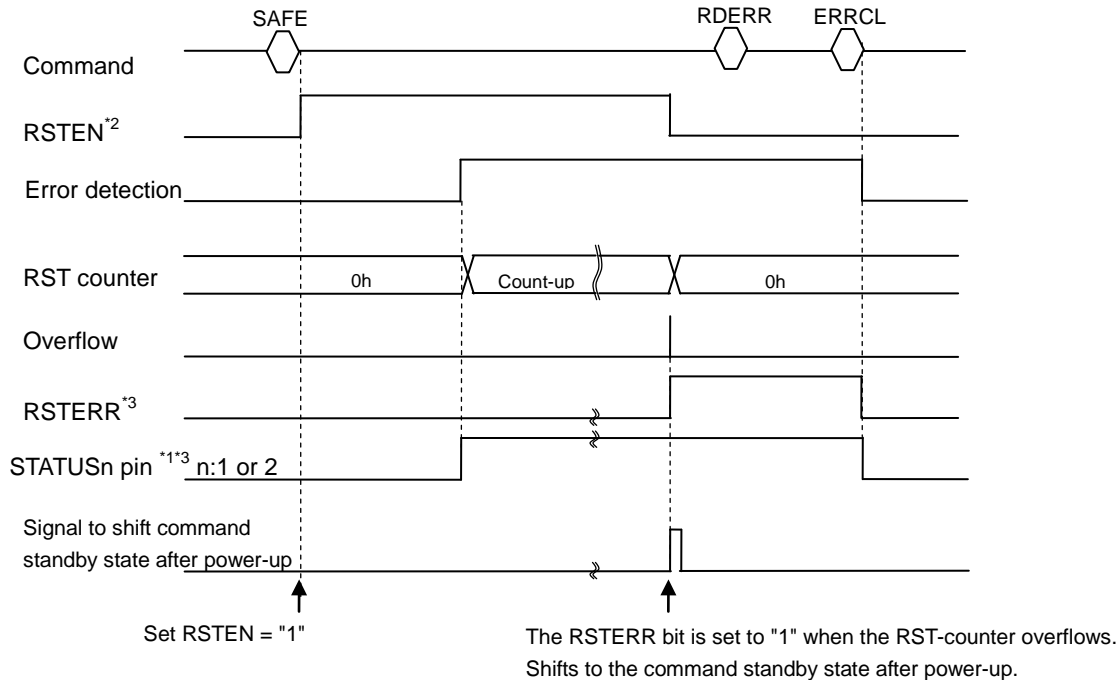 SAFE RDERR ERRCL
Command
RSTEN*2
Error detection
RST counter 0h Count-up 0h
Overflow
RSTERR*3
STATUSn pin *1*3 n:1 or 2
Signal to shift command
standby state after power-up
Set RSTEN = "1"
The RSTERR bit is set to "1" when the RST-counter overflows.
Shifts to the command standby state after power-up.